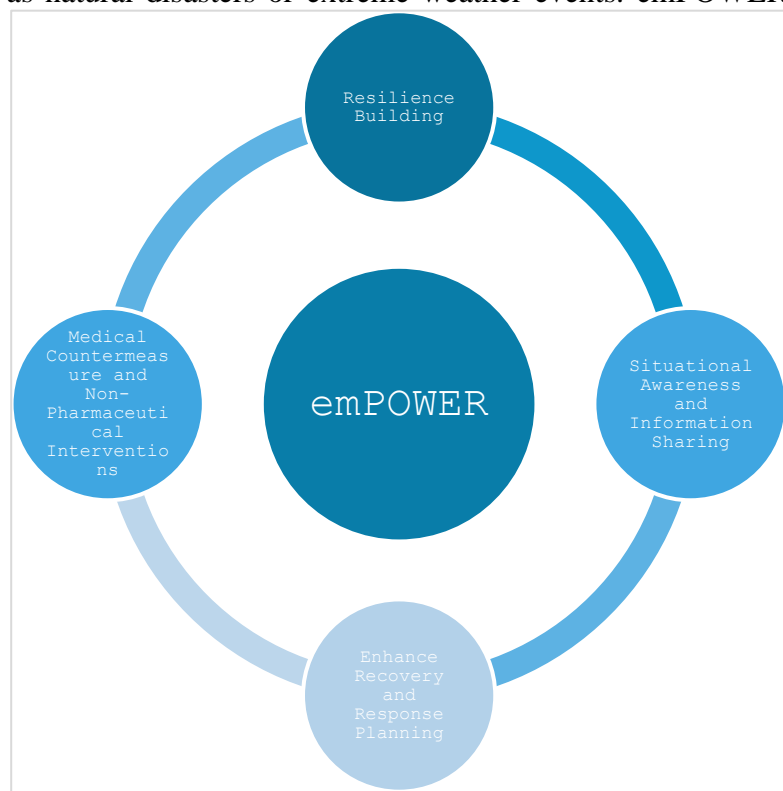 as natural disasters or extreme weather events. emPOWER
Resilience
Building
Medical
Countermeas
ure and
Non-
Pharmaceuti
cal
Interventio
ns
emPOWER
Situational
Awareness
and
Information
Sharing
Enhance
Recovery
and
Response
Planning